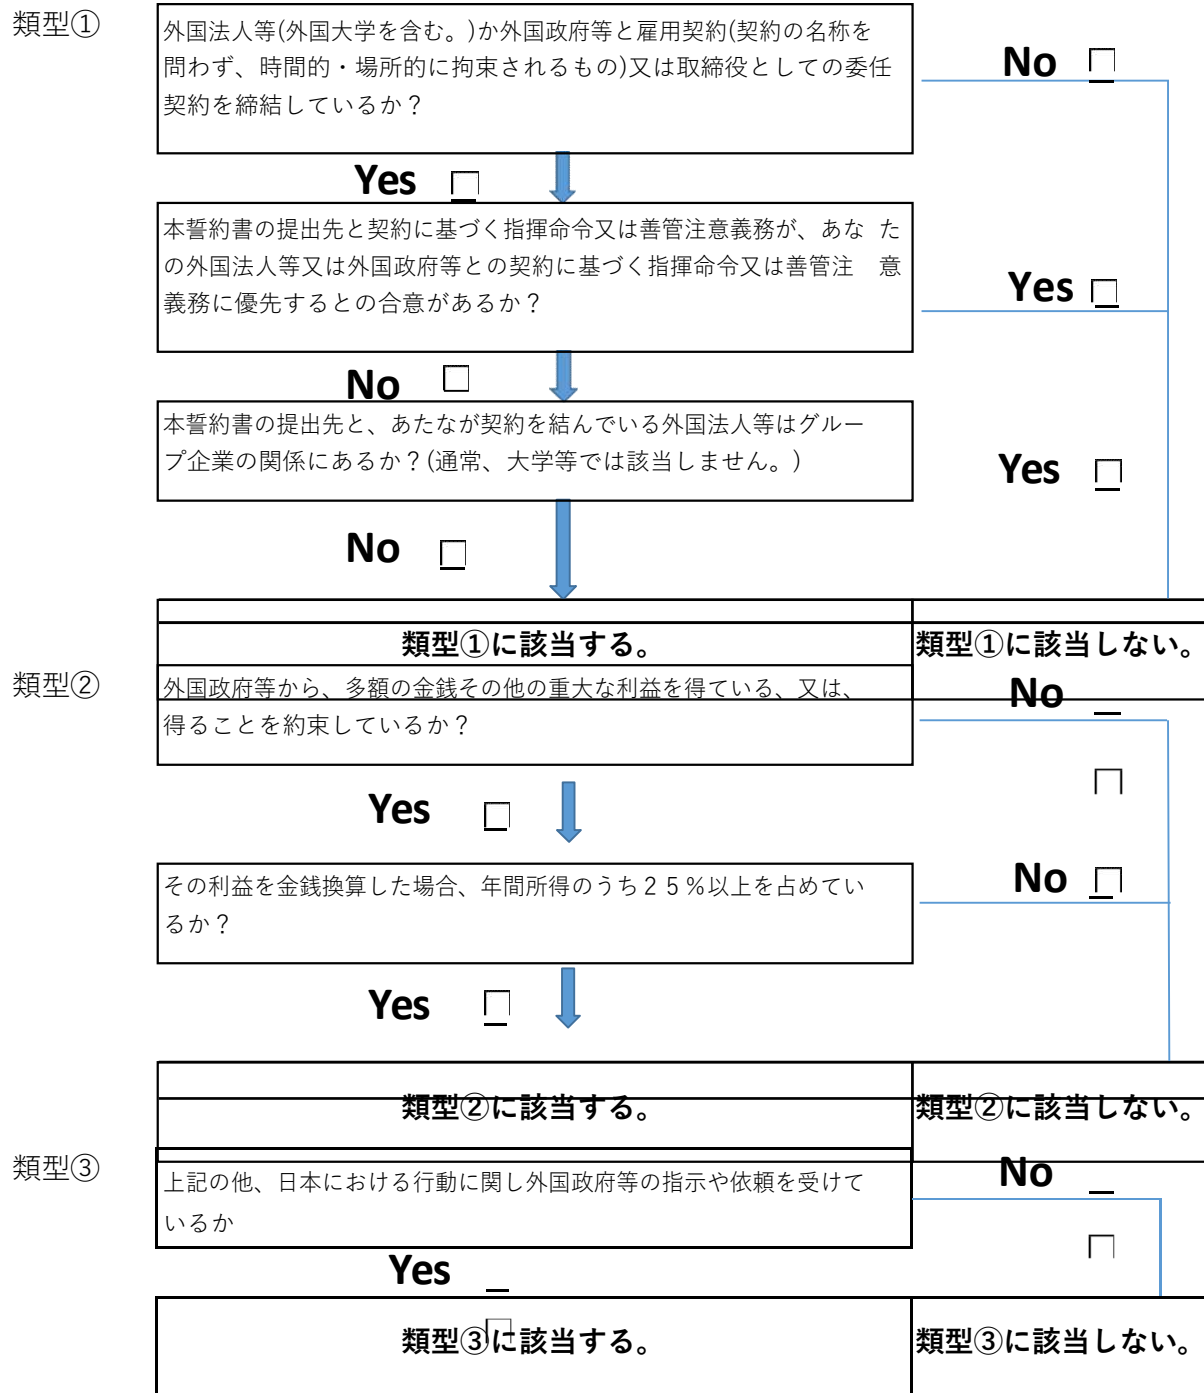 類型①
外国法人等(外国大学を含む。)か外国政府等と雇用契約(契約の名称を
問わず、時間的・場所的に拘束されるもの)又は取締役としての委任
契約を締結しているか？
No □
Yes □
本誓約書の提出先と契約に基づく指揮命令又は善管注意義務が、あな た
の外国法人等又は外国政府等との契約に基づく指揮命令又は善管注 意
義務に優先するとの合意があるか？
Yes □
No □
本誓約書の提出先と、あたなが契約を結んでいる外国法人等はグルー
プ企業の関係にあるか？(通常、大学等では該当しません。)
Yes □
No □
類型①に該当する。 類型①に該当しない。
類型②
外国政府等から、多額の金銭その他の重大な利益を得ている、又は、
得ることを約束しているか？
No □
Yes □
その利益を金銭換算した場合、年間所得のうち２５％以上を占めてい
るか？
No □
Yes □
類型②に該当する。 類型②に該当しない。
類型③
上記の他、日本における行動に関し外国政府等の指示や依頼を受けて
いるか
No □
Yes □
類型③に該当する。 類型③に該当しない。